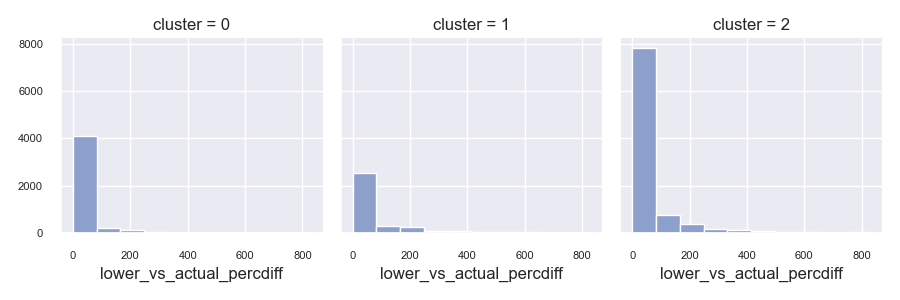 cluster = 0 cluster = 1 cluster = 2
8000
6000
4000
2000
0
0 200 400 600 800 0 200 400 600 800 0 200 400 600 800
lower_vs_actual_percdiff lower_vs_actual_percdiff lower_vs_actual_percdiff